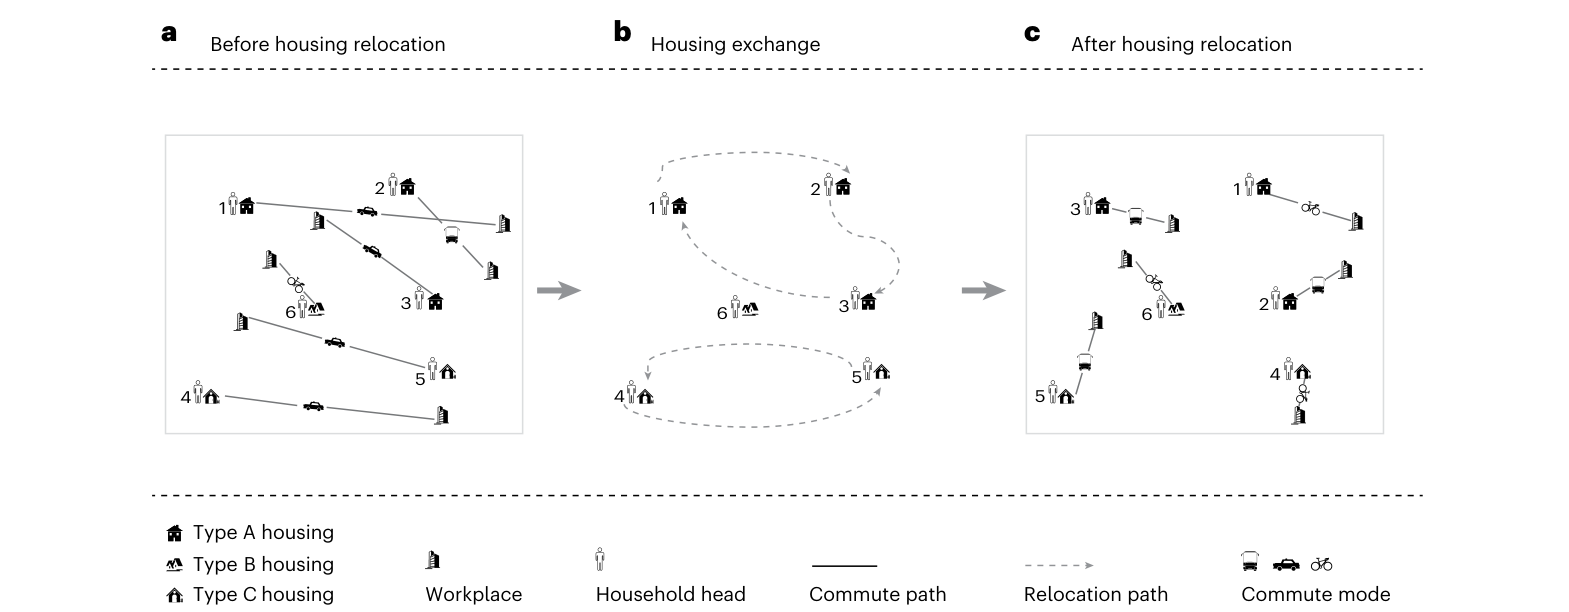 a Before housing relocation
b Housing exchange
c After housing relocation
1
2
3
6
5
4
1
2
3
6
5
4
3
1
6
2
5
4
Type A housing
Type B housing
Type C housing
Workplace
Household head
Commute path
Relocation path
Commute mode